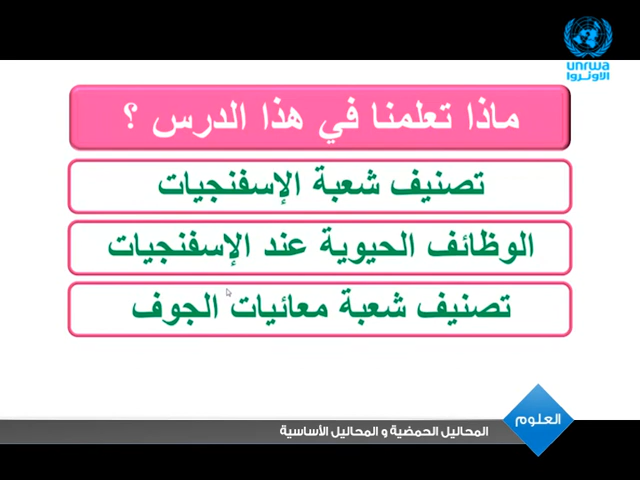 unrwa
الاونروا
ماذا تعلمنا في هذا الدرس ؟
تصنيف شعبة الإسفنجيات
الوظائف الحيوية عند الإسفنجيات
تصنيف شعبة معائيات الجوف
العلوم
المحاليل الحمضية و المحاليل الأساسية